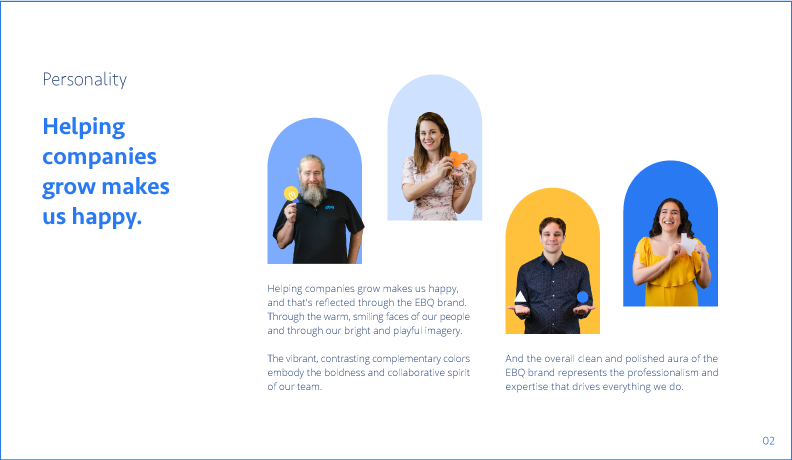 Personality
Helping
companies
grow makes
us happy.
Helping companies grow makes us happy,
and that's reflected through the EBQ brand.
Through the warm, smiling faces of our people
and through our bright and playful imagery.
The vibrant, contrasting complementary colors
embody the boldness and collaborative spirit
of our team.
And the overall clean and polished aura of the
EBQ brand represents the professionalism and
expertise that drives everything we do.
02